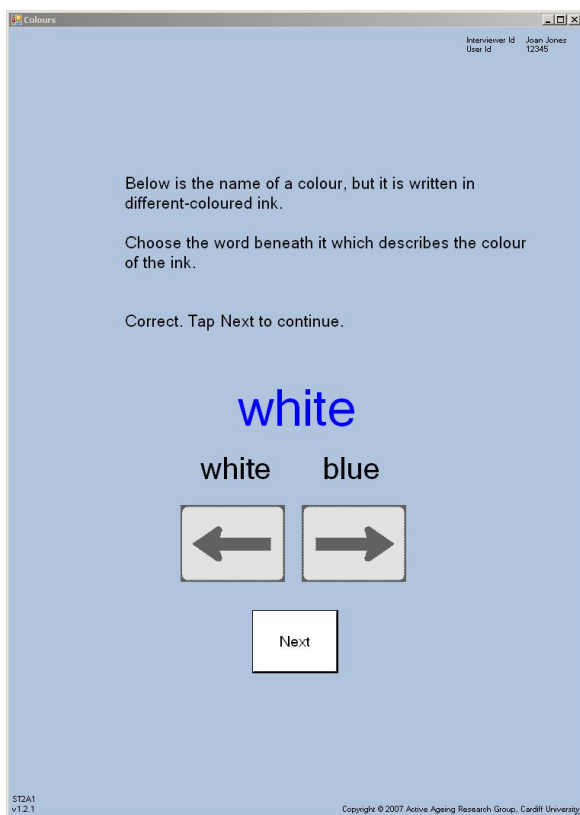 Colours
Interviewer Id Joan Jones
User Id 12345
Below is the name of a colour, but it is written in
different-coloured ink.
Choose the word beneath it which describes the colour
of the ink.
Correct. Tap Next to continue.
white
white blue
Next
ST2A1
v1.2.1
Copyright © 2007 Active Ageing Research Group, Cardiff University